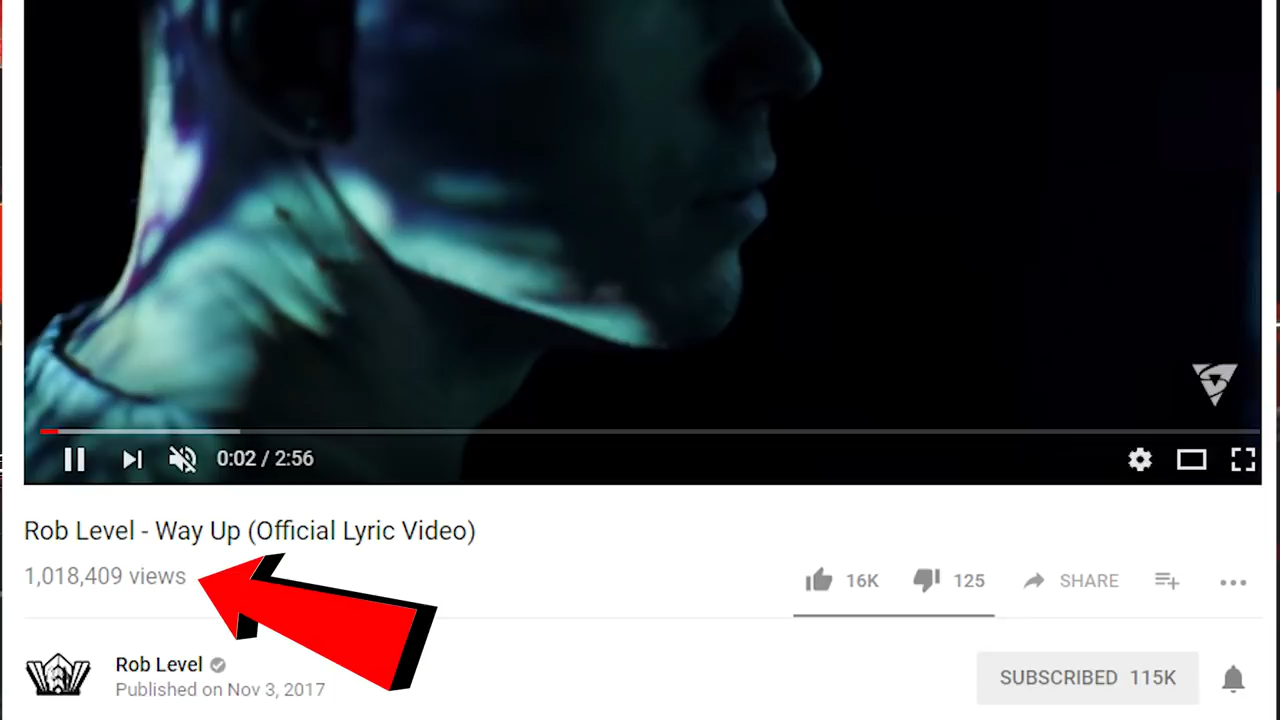 0:02 / 2:56
Rob Level - Way Up (Official Lyric Video)
1,018,409 views
16K
125
SHARE
Rob Level
Published on Nov 3, 2017
SUBSCRIBED 115K